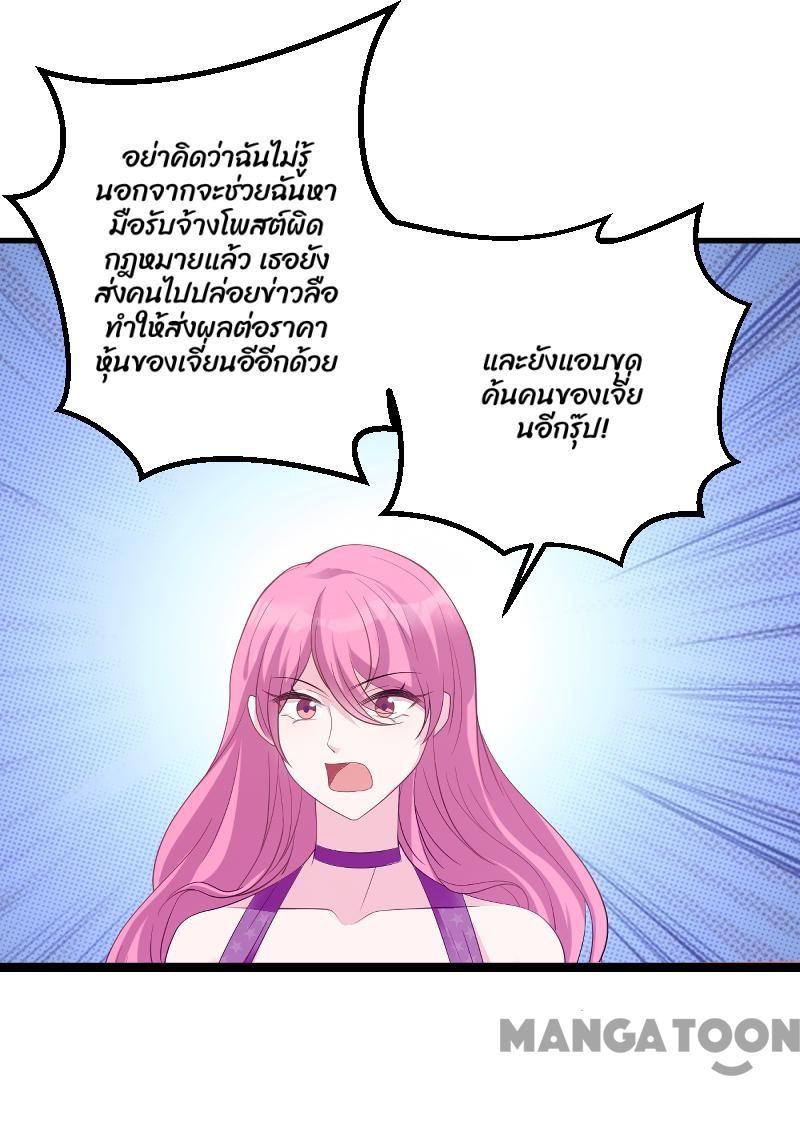 อย่าคิดว่าฉันไม่รู้
นอกจากจะช่วยฉันหา
มือรับจ้างโพสต์ผิด
กฎหมายแล้ว เธอยัง
ส่งคนไปปล่อยข่าวลือ
ทำให้ส่งผลต่อราคา
หุ้นของเจี่ยนอีอีกด้วย
และยังแอบขุด
ค้นคนของเจี่ย
นอีกรุ๊ป!
MANGATOON